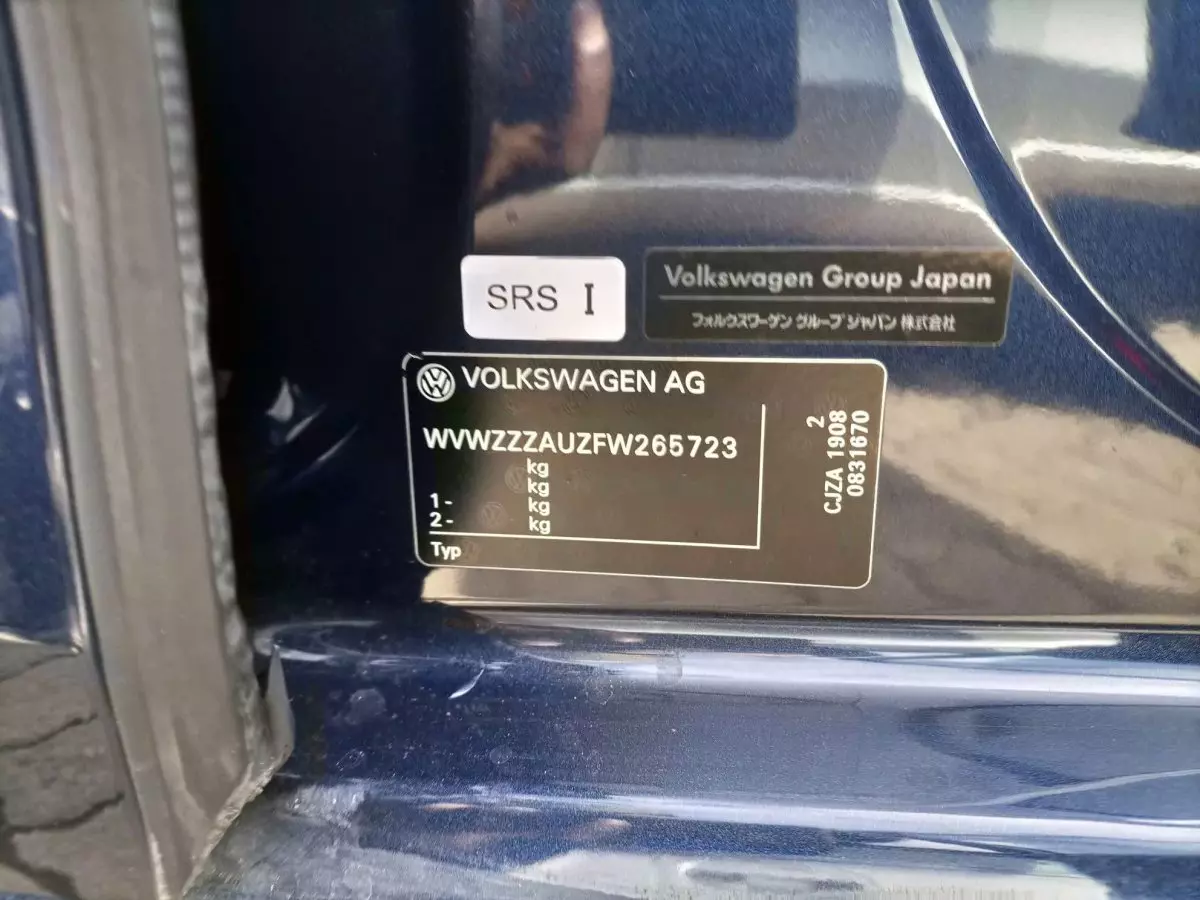 SRS I
Volkswagen Group Japan
フォルクスワーゲン グループ ジャパン 株式会社
VOLKSWAGEN AG
WVWZZZAUZFW265723
kg
kg
1- kg
2- kg
Typ
2
CJZA 1908
0831670